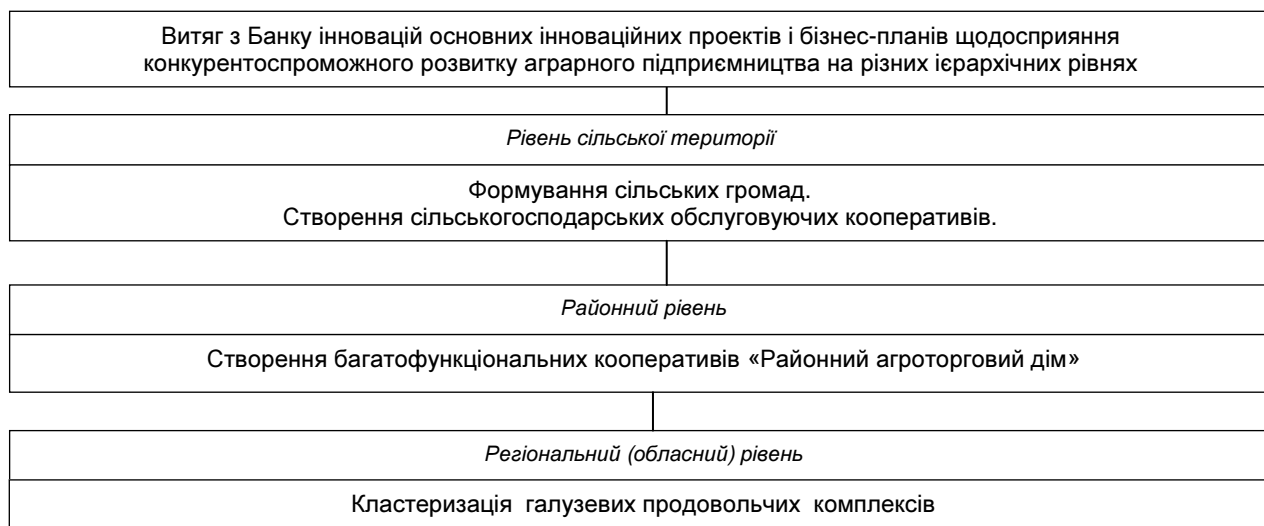 Витяг з Банку інновацій основних інноваційних проектів і бізнес-планів щодосприяння
конкурентоспроможного розвитку аграрного підприємництва на різних ієрархічних рівнях
Рівень сільської території
Формування сільських громад.
Створення сільськогосподарських обслуговуючих кооперативів.
Районний рівень
Створення багатофункціональних кооперативів «Районний агроторговий дім»
Регіональний (обласний) рівень
Кластеризація галузевих продовольчих комплексів